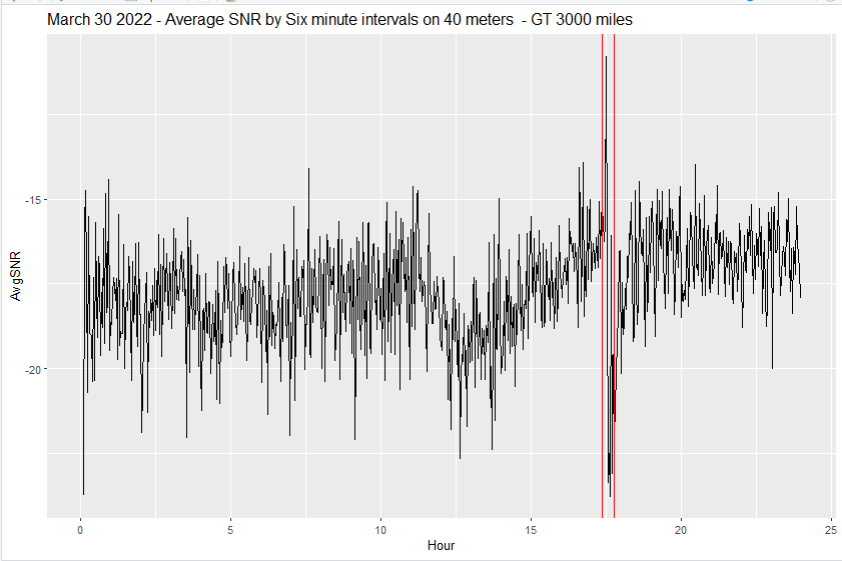 March 30 2022 - Average SNR by Six minute intervals on 40 meters  - GT 3000 miles
AvgSNR
-15
-20
0 5 10 15 20 25
Hour